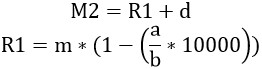 M2 = R1 + d
R1 = m * (1 − (a/b * 10000))